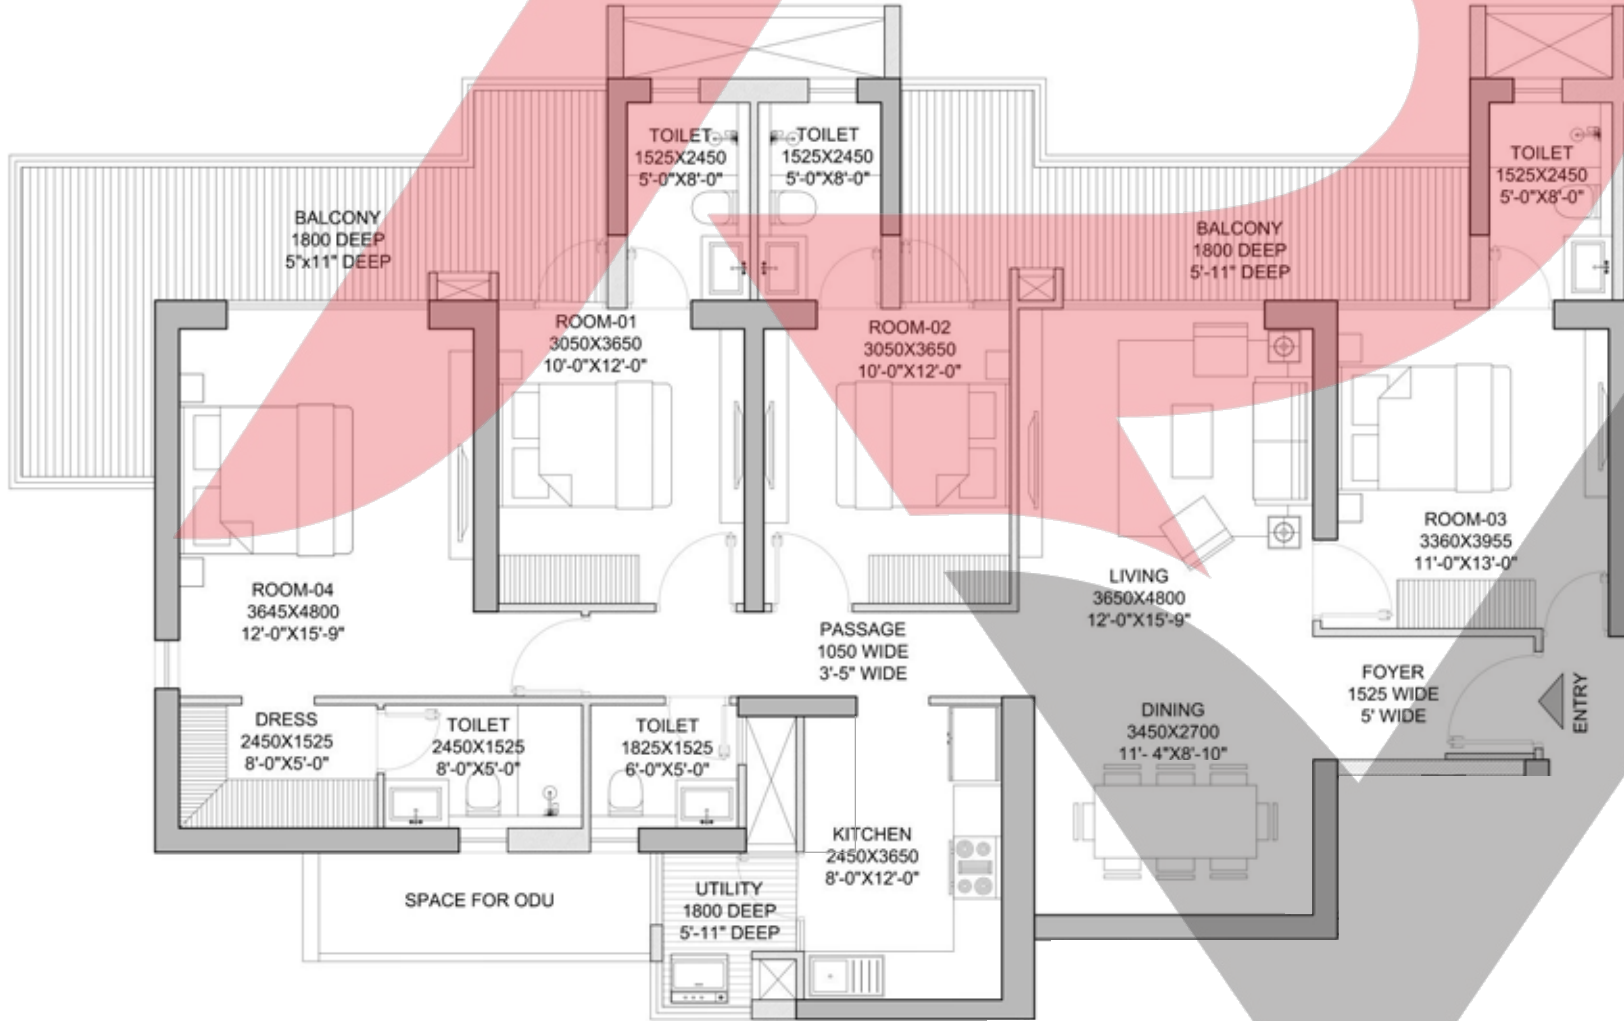 TOILET
1525X2450
5'-0"X8'-0"
TOILET
1525X2450
5'-0"X8'-0"
TOILET
1525X2450
5'-0"X8'-0"
BALCONY
1800 DEEP
5"x11" DEEP
BALCONY
1800 DEEP
5'-11" DEEP
ROOM-01
3050X3650
10'-0"X12'-0"
ROOM-02
3050X3650
10'-0"X12'-0"
ROOM-03
3360X3955
11'-0"X13'-0"
ROOM-04
3645X4800
12'-0"X15'-9"
LIVING
3650X4800
12'-0"X15'-9"
PASSAGE
1050 WIDE
3'-5" WIDE
FOYER
1525 WIDE
5' WIDE
ENTRY
DRESS
2450X1525
8'-0"X5'-0"
TOILET
2450X1525
8'-0"X5'-0"
TOILET
1825X1525
6'-0"X5'-0"
DINING
3450X2700
11'- 4"X8'-10"
KITCHEN
2450X3650
8'-0"X12'-0"
SPACE FOR ODU
UTILITY
1800 DEEP
5'-11" DEEP